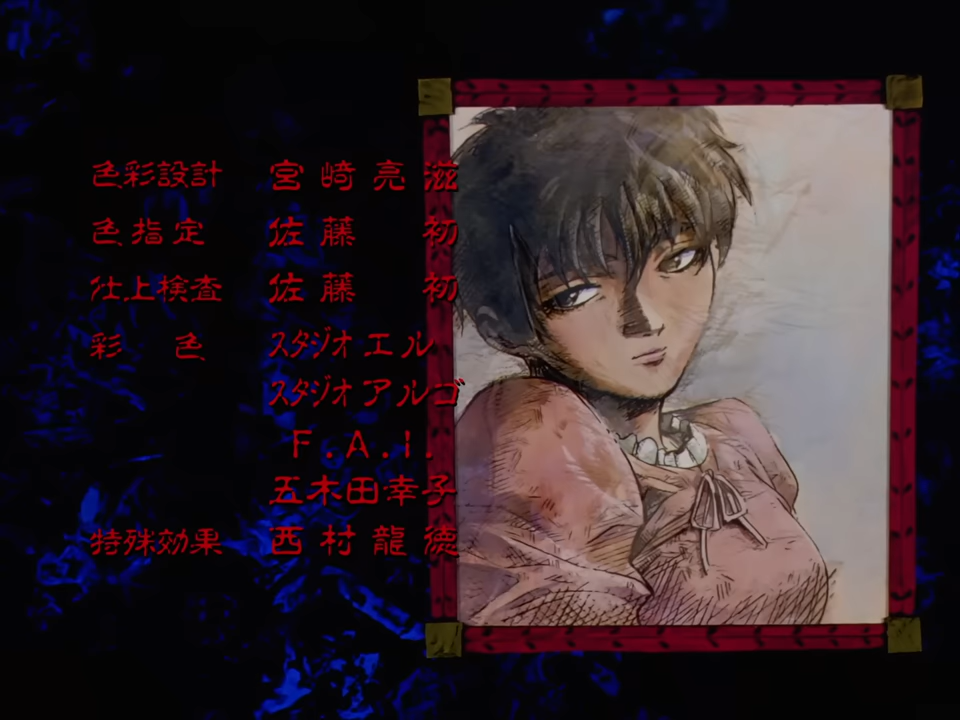 色彩設計 宮崎亮滋
色指定 佐藤 初
仕上検査 佐藤 初
彩色 スタジオエル
スタジオアルゴ
F.A.I.
五木田幸子
特殊効果 西村龍徳